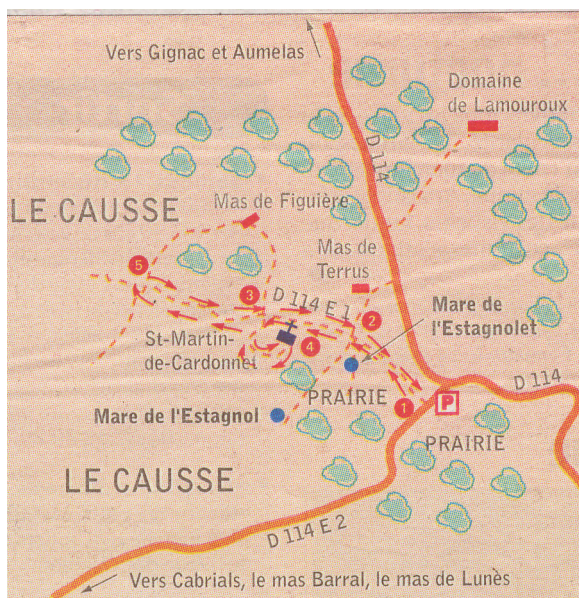 Vers Gignac et Aumelas
Domaine
de Lamouroux
D 114
LE CAUSSE
Mas de Figuière
5
Mas de
Terrus
3
D 114 E 1
2
Mare de
l'Estagnolet
St-Martin-
de-Cardonnet
4
D 114
PRAIRIE
1
P
Mare de l'Estagnol
PRAIRIE
LE CAUSSE
D 114 E 2
Vers Cabrials, le mas Barral, le mas de Lunès